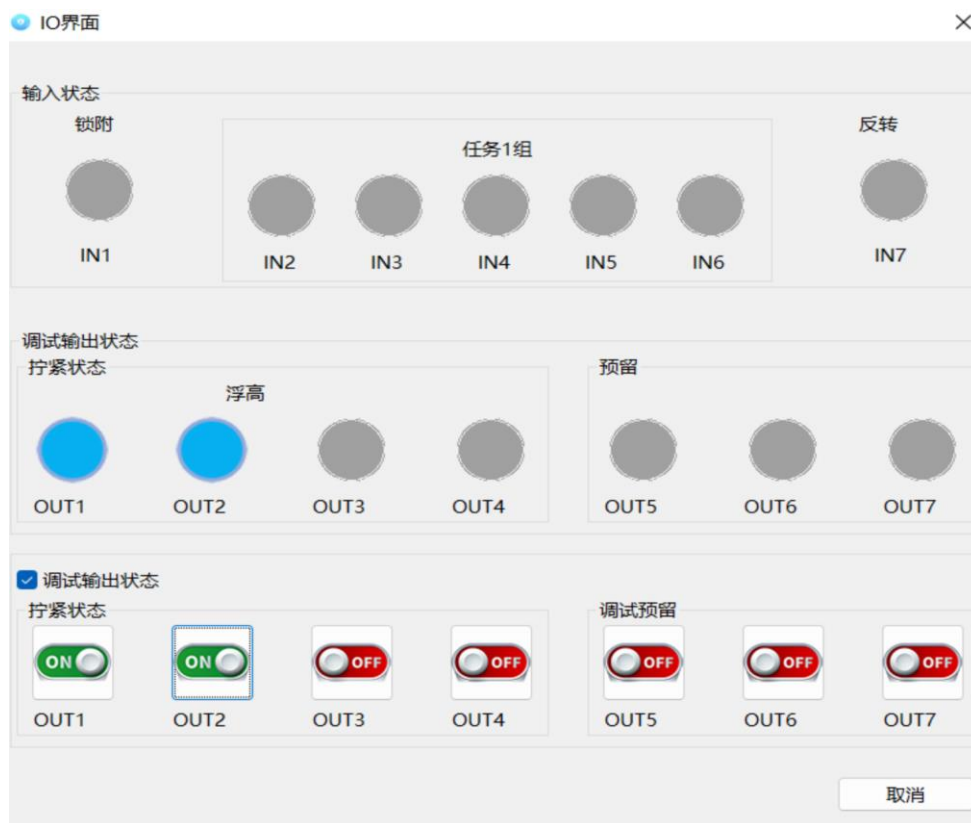 IO界面
输入状态
锁附
任务1组
反转
IN1
IN2
IN3
IN4
IN5
IN6
IN7
调试输出状态
拧紧状态
预留
浮高
OUT1
OUT2
OUT3
OUT4
OUT5
OUT6
OUT7
调试输出状态
拧紧状态
调试预留
ON
ON
OFF
OFF
OFF
OFF
OFF
OUT1
OUT2
OUT3
OUT4
OUT5
OUT6
OUT7
取消